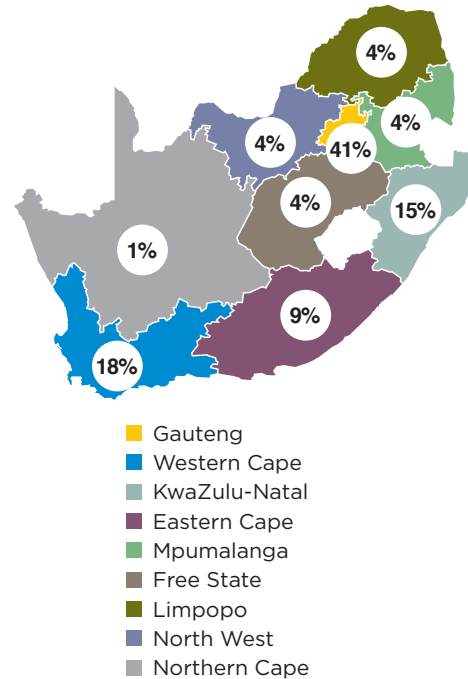 4%
4%
4%
41%
4%
15%
1%
9%
18%
Gauteng
Western Cape
KwaZulu-Natal
Eastern Cape
Mpumalanga
Free State
Limpopo
North West
Northern Cape